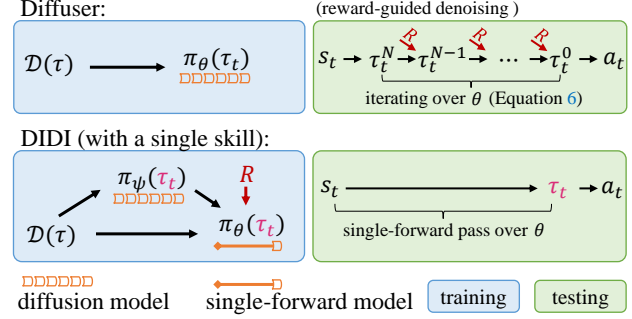 Diffuser:
(reward-guided denoising )
𝒟(τ) π_θ(τ_t)
R R R
s_t τ_t^N τ_t^{N−1} ... τ_t^0 a_t
iterating over θ (Equation 6)
DIDI (with a single skill):
π_ψ(τ_t) R
𝒟(τ) π_θ(τ_t)
s_t τ_t a_t
single-forward pass over θ
diffusion model single-forward model training testing